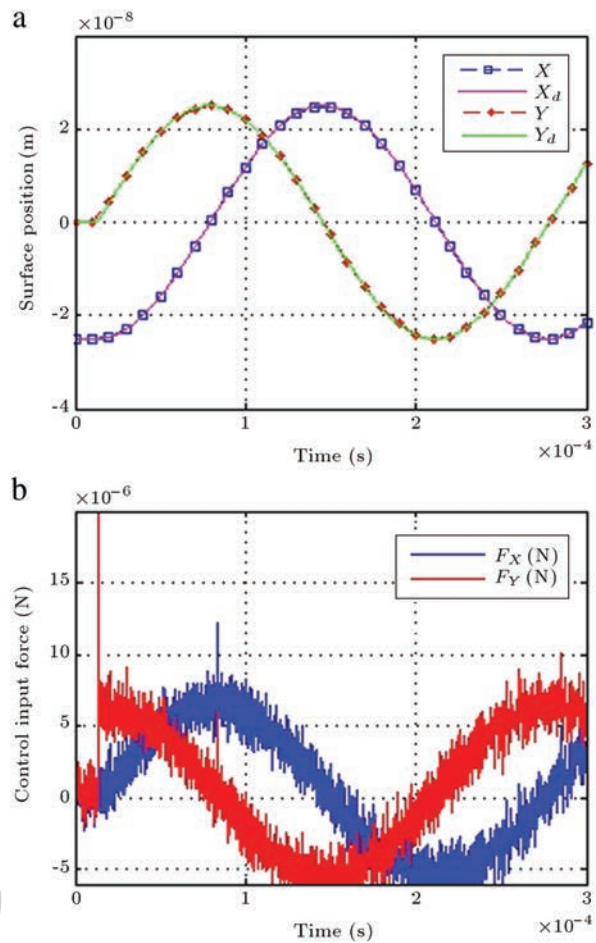 a
×10⁻⁸
X
X_d
Y
Y_d
2
0
-2
-4
Surface position (m)
0
1
2
3
Time (s)
×10⁻⁴
b
×10⁻⁶
F_X (N)
F_Y (N)
15
10
5
0
-5
Control input force (N)
0
1
2
3
Time (s)
×10⁻⁴